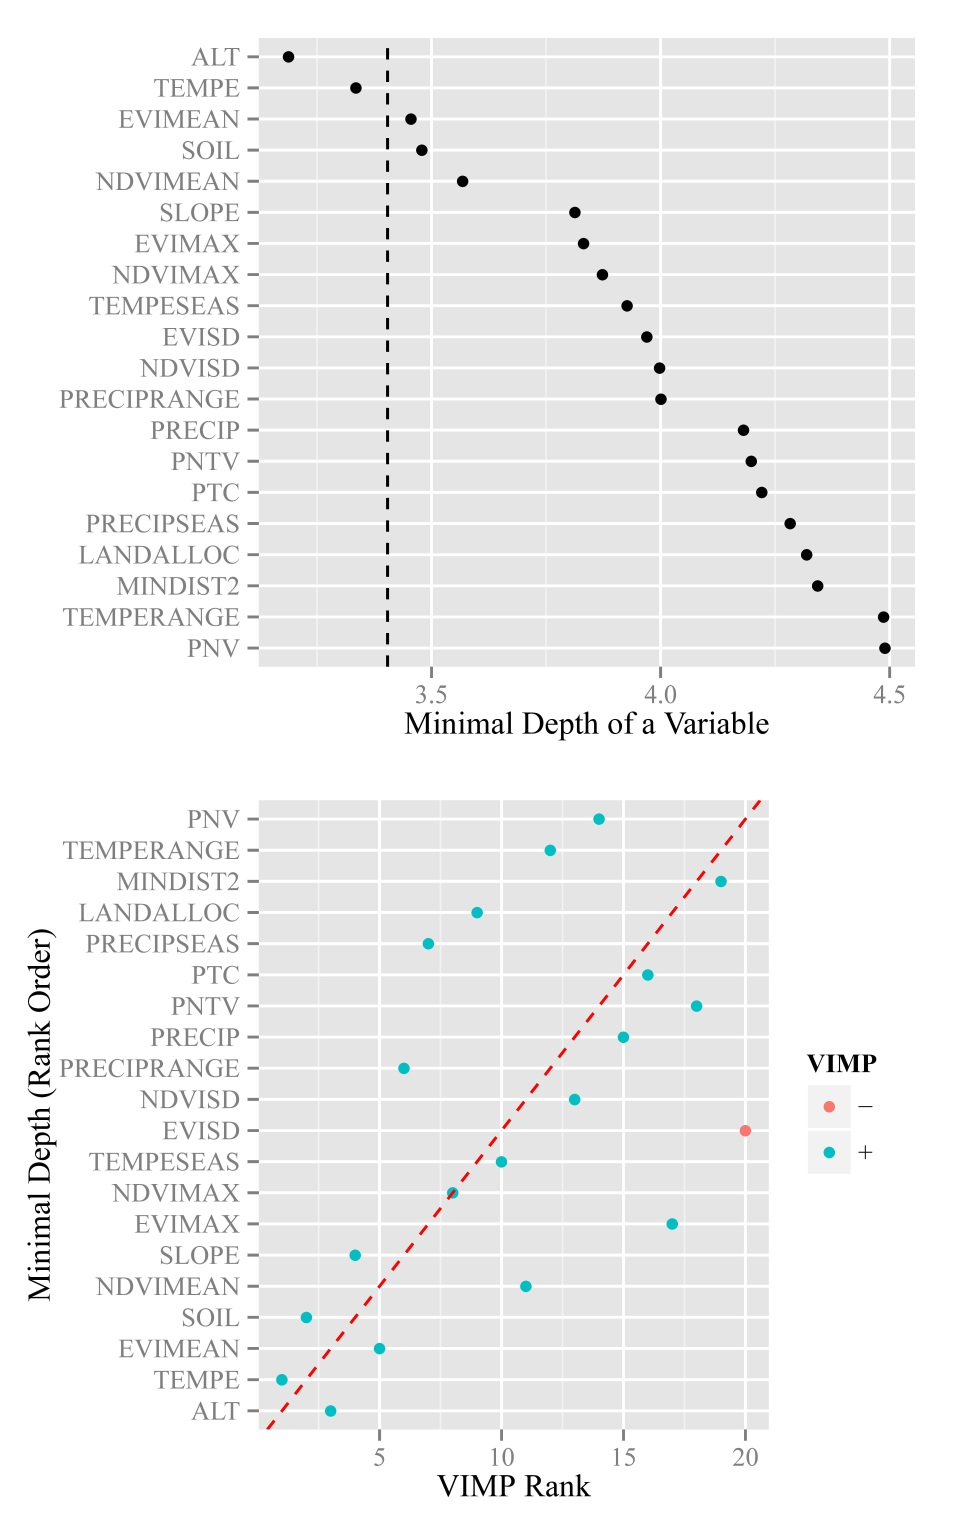 ALT
TEMPE
EVIMEAN
SOIL
NDVIMEAN
SLOPE
EVIMAX
NDVIMAX
TEMPESEAS
EVISD
NDVISD
PRECIPRANGE
PRECIP
PNTV
PTC
PRECIPSEAS
LANDALLOC
MINDIST2
TEMPERANGE
PNV
3.5 4.0 4.5
Minimal Depth of a Variable
Minimal Depth (Rank Order)
PNV
TEMPERANGE
MINDIST2
LANDALLOC
PRECIPSEAS
PTC
PNTV
PRECIP
PRECIPRANGE
NDVISD
EVISD
TEMPESEAS
NDVIMAX
EVIMAX
SLOPE
NDVIMEAN
SOIL
EVIMEAN
TEMPE
ALT
5 10 15 20
VIMP Rank
VIMP
−
+